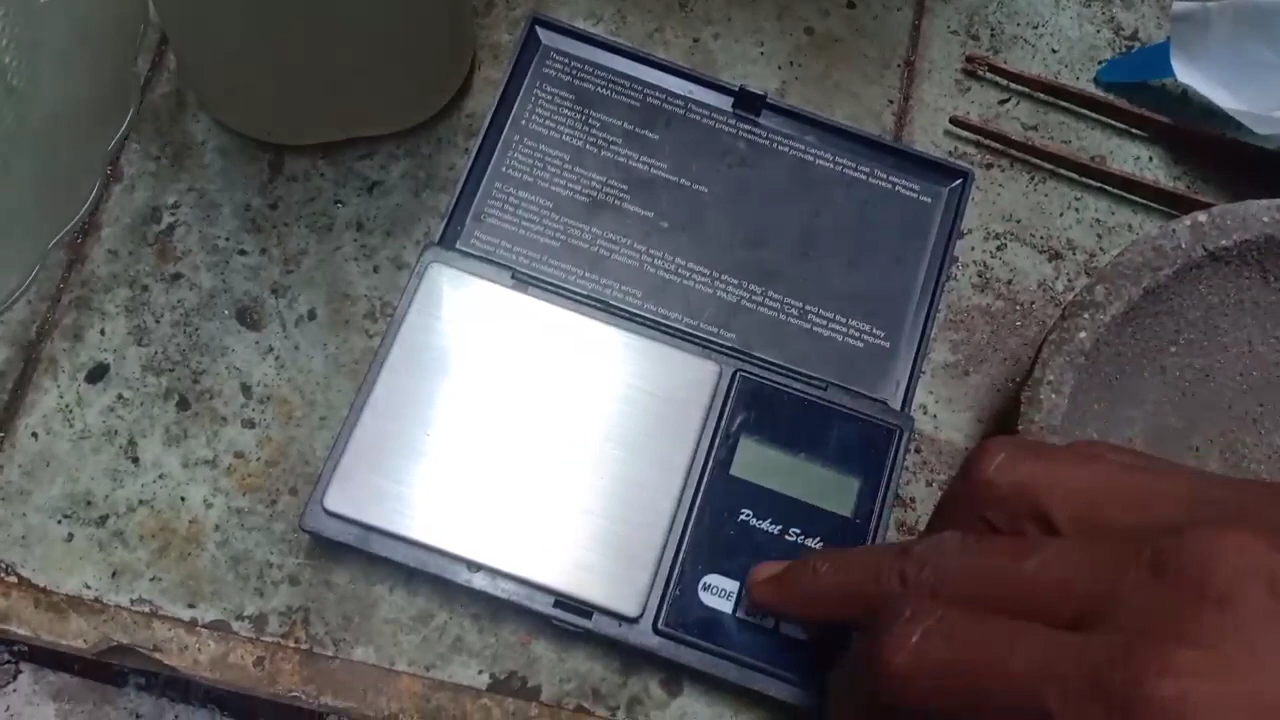 Thank you for purchasing our pocket scale. Please read all operating instructions carefully before use. This electronic
scale is a precision instrument. With normal care and proper treatment, it will provide years of reliable service. Please use
only high quality AAA batteries
I. Operation
Place Scale on a horizontal flat surface
1. Press ON/OFF key.
2. Wait until [0.0] is displayed
3. Put the object[s] on the weighing platform
4. Using the MODE key, you can switch between the units
II. Tare Weighing
1.Turn on scale as described above
2.Place the "tare item" on the platform
3.Press TARE and wait until [0.0] is displayed
4.Add the "net weight item"
III.CALIBRATION
Turn the scale on by pressing the ON/OFF key, wait for the display to show "0.00g", then press and hold the MODE key
until the display shows "200.00", please press the MODE key again, the display will flash "CAL". Place place the required
calibration weight on the center of the platform. The display will show "PASS" then return to normal weighing mode
Calibration is complete!
Repeat the process if something was going wrong
Please check the availability of weights at the store you bought your scale from.
Pocket Scale
MODE